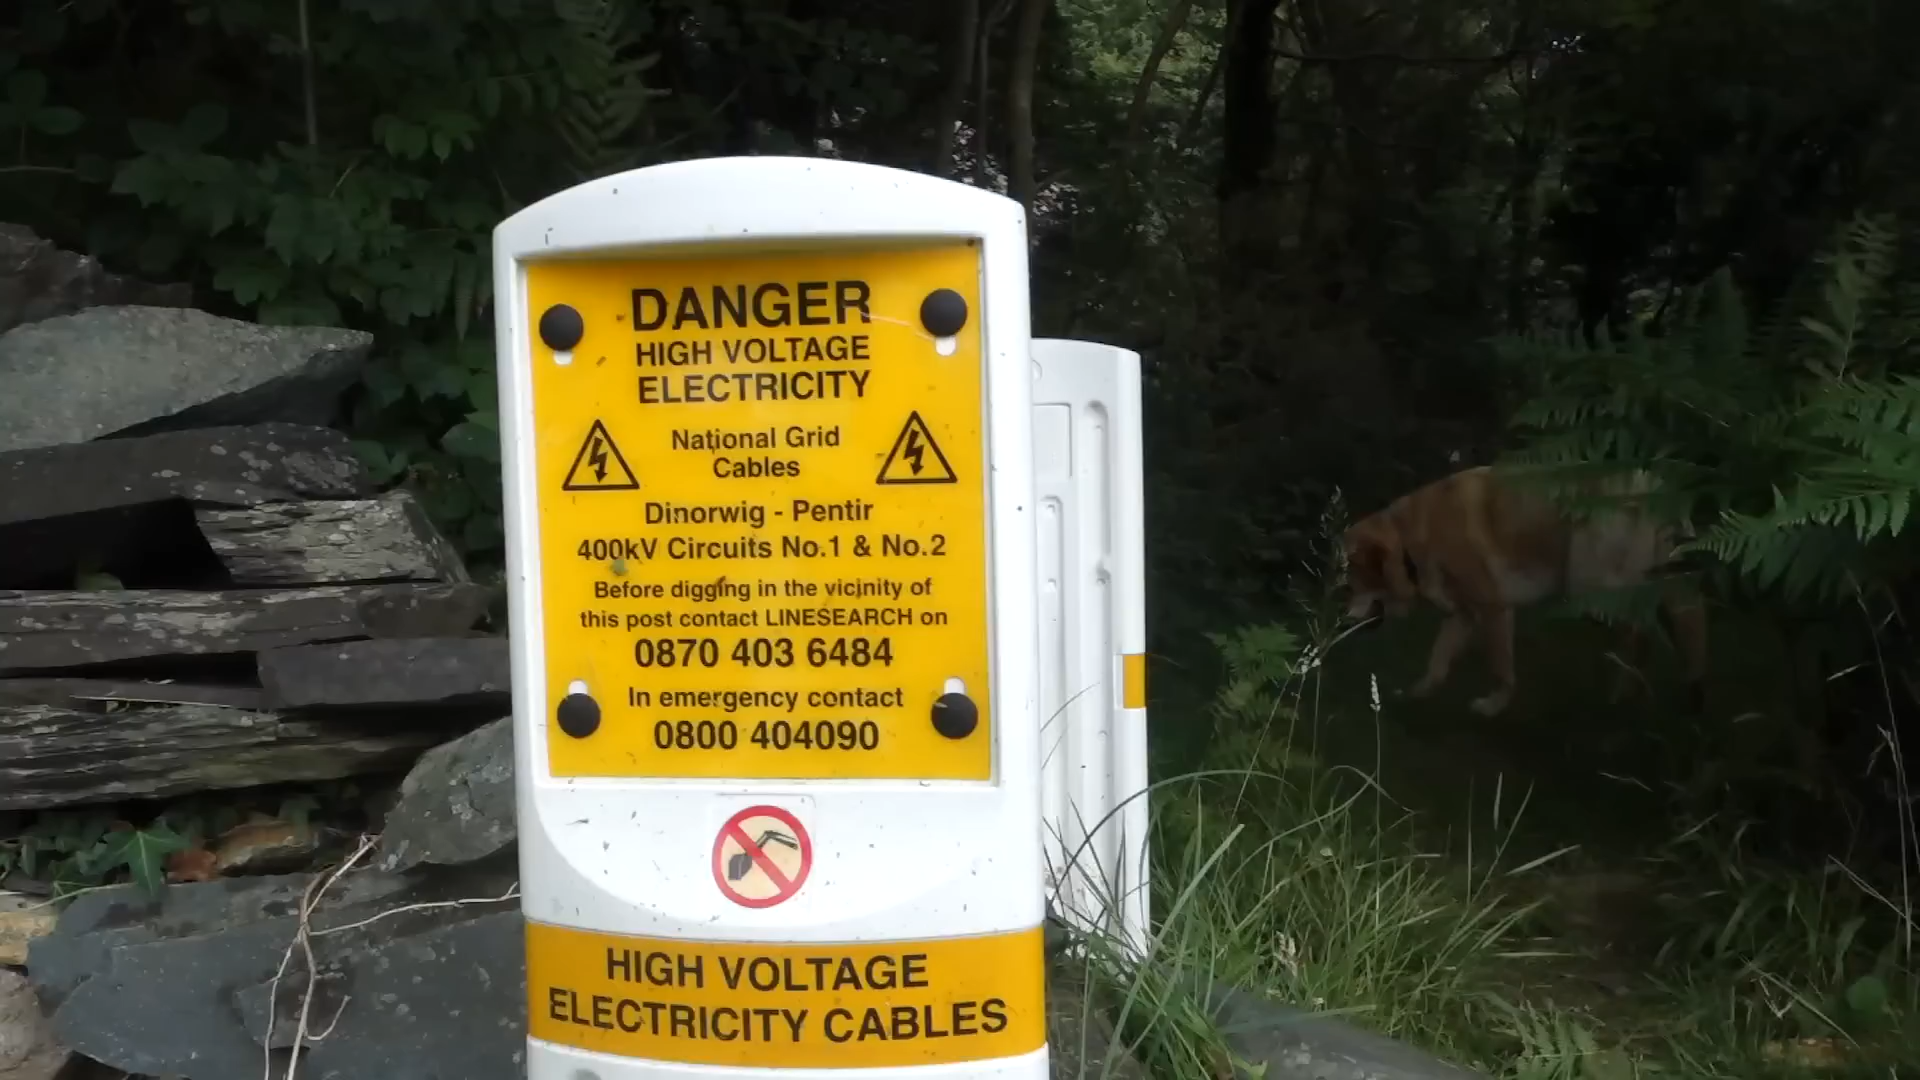 DANGER
HIGH VOLTAGE
ELECTRICITY
National Grid
Cables
Dinorwig - Pentir
400kV Circuits No.1 & No.2
Before digging in the vicinity of
this post contact LINESEARCH on
0870 403 6484
In emergency contact
0800 404090
HIGH VOLTAGE
ELECTRICITY CABLES